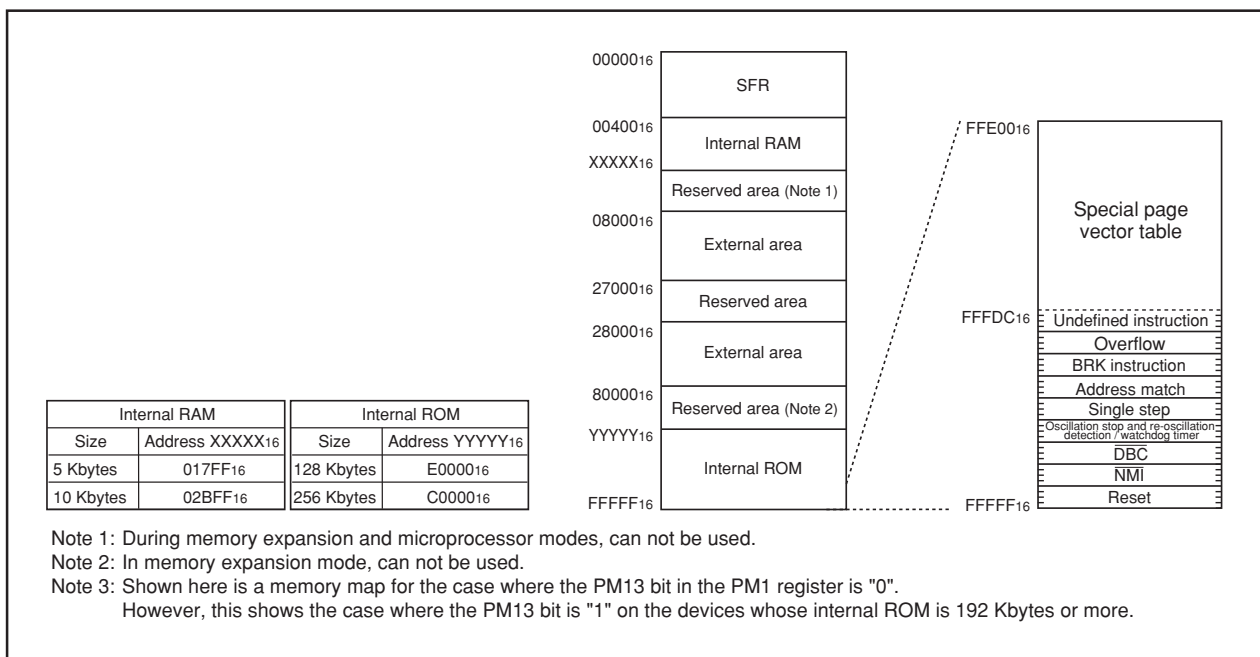 0000016
SFR
0040016
Internal RAM
XXXXX16
Reserved area (Note 1)
0800016
External area
2700016
Reserved area
2800016
External area
8000016
Reserved area (Note 2)
YYYYY16
Internal ROM
FFFFF16
FFE0016
Special page
vector table
FFFDC16
Undefined instruction
Overflow
BRK instruction
Address match
Single step
Oscillation stop and re-oscillation
detection / watchdog timer
DBC
NMI
Reset
FFFFF16
Internal RAM
Size Address XXXXX16
5 Kbytes 017FF16
10 Kbytes 02BFF16
Internal ROM
Size Address YYYYY16
128 Kbytes E000016
256 Kbytes C000016
Note 1: During memory expansion and microprocessor modes, can not be used.
Note 2: In memory expansion mode, can not be used.
Note 3: Shown here is a memory map for the case where the PM13 bit in the PM1 register is "0".
However, this shows the case where the PM13 bit is "1" on the devices whose internal ROM is 192 Kbytes or more.